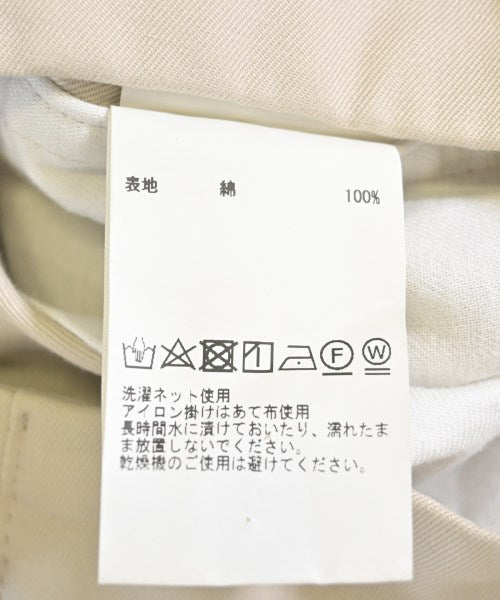 表地 綿 100%
F W
洗濯ネット使用
アイロン掛けはあて布使用
長時間水に漬けておいたり、濡れたま
ま放置しないでください。
乾燥機のご使用は避けてください。